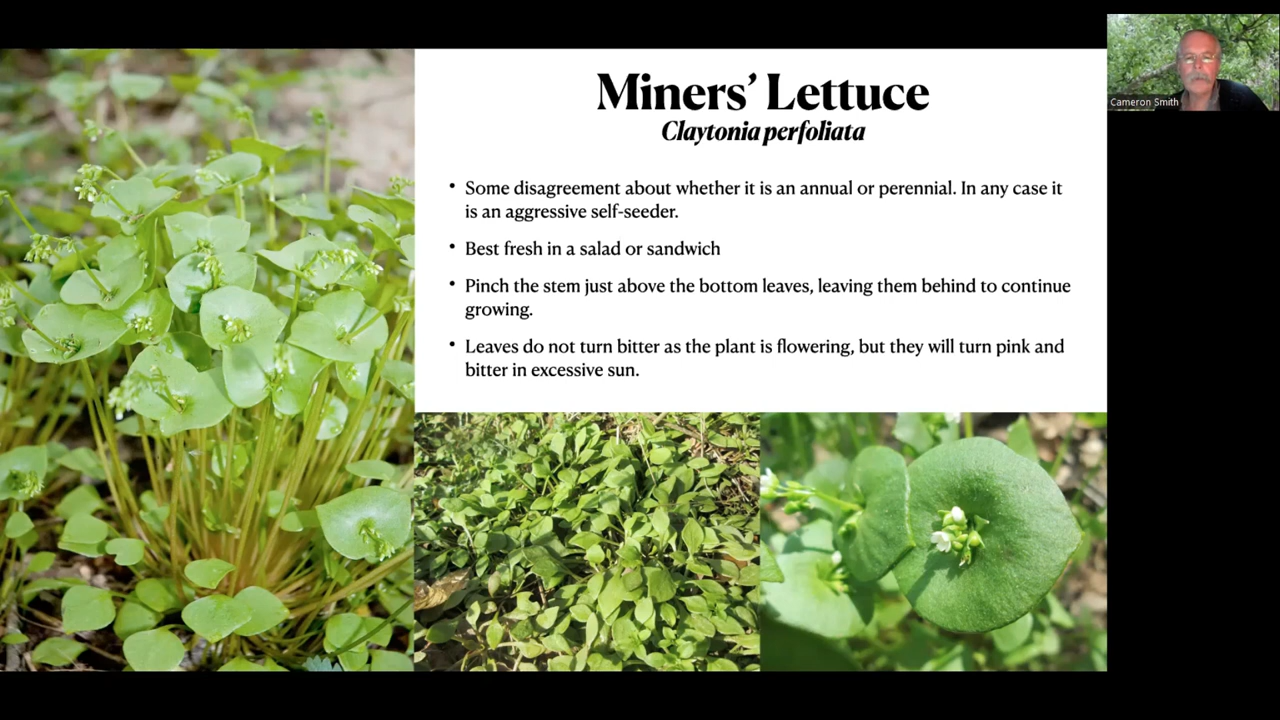 Miners’ Lettuce
Claytonia perfoliata
• Some disagreement about whether it is an annual or perennial. In any case it
is an aggressive self-seeder.
• Best fresh in a salad or sandwich
• Pinch the stem just above the bottom leaves, leaving them behind to continue
growing.
• Leaves do not turn bitter as the plant is flowering, but they will turn pink and
bitter in excessive sun.
Cameron Smith